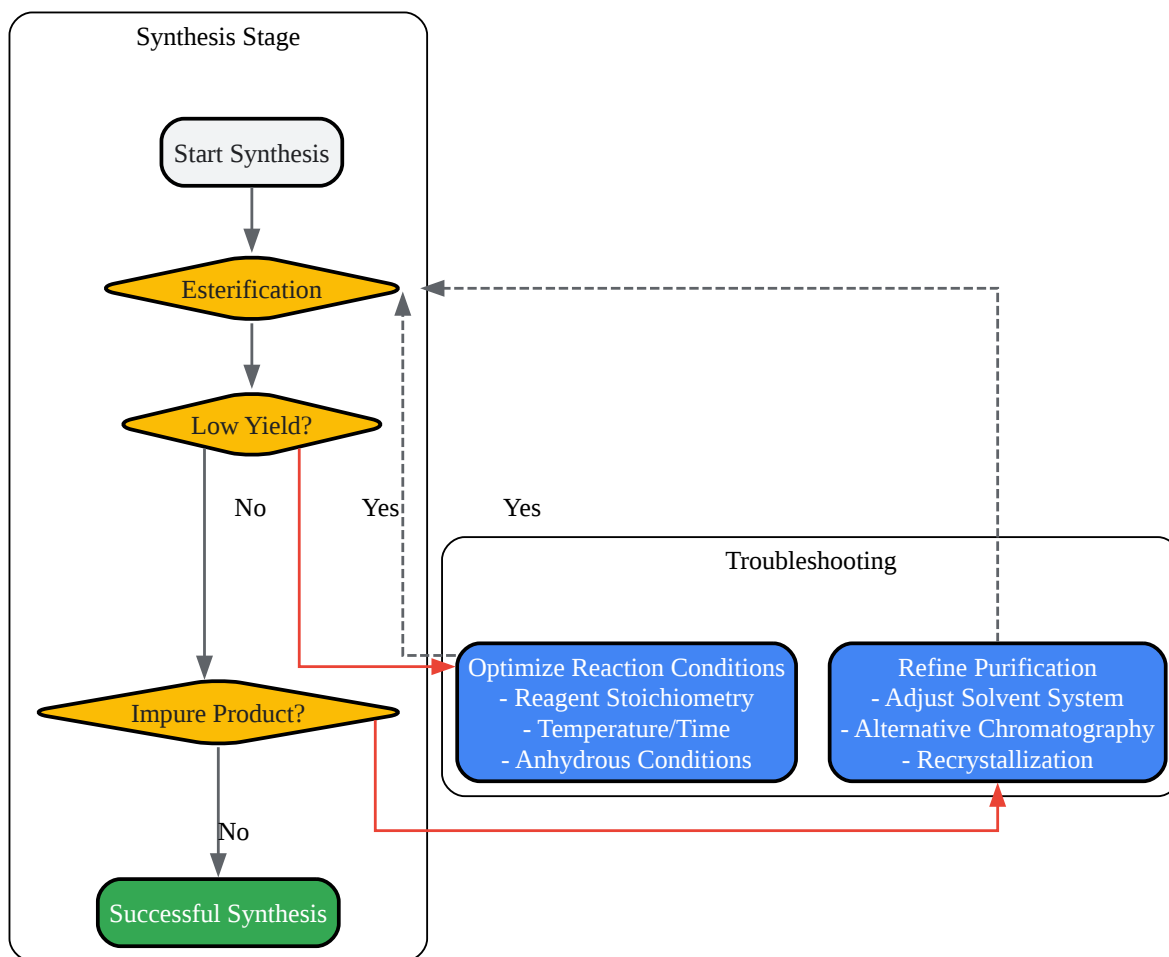 Synthesis Stage
Start Synthesis
Esterification
Low Yield?
No
Yes
Yes
Troubleshooting
Optimize Reaction Conditions
- Reagent Stoichiometry
- Temperature/Time
- Anhydrous Conditions
Refine Purification
- Adjust Solvent System
- Alternative Chromatography
- Recrystallization
Impure Product?
No
Successful Synthesis